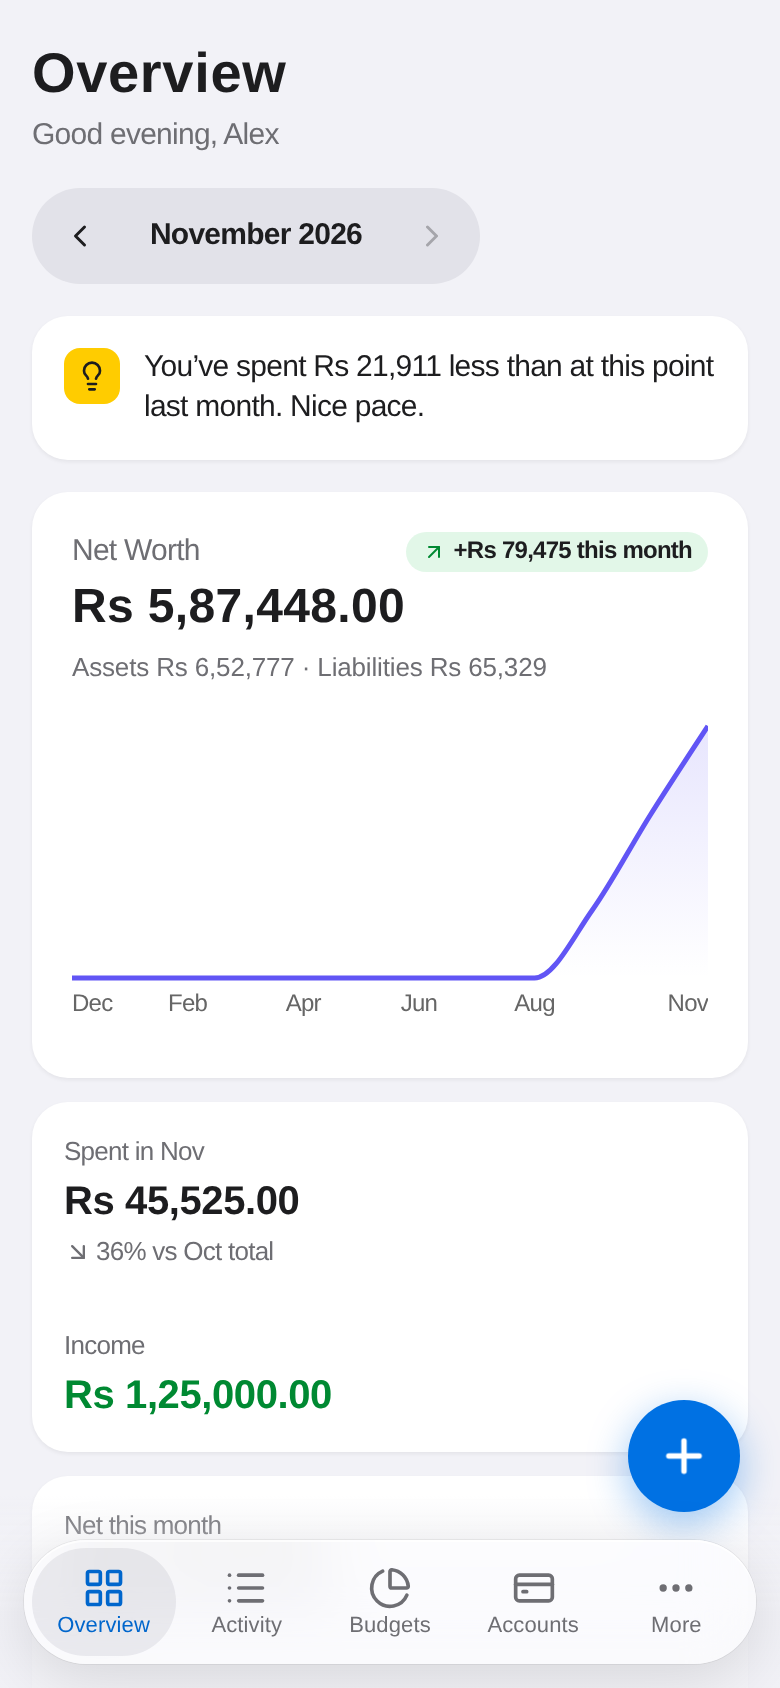 Overview
Good evening, Alex
November 2026
You’ve spent Rs 21,911 less than at this point
last month. Nice pace.
Net Worth
+Rs 79,475 this month
Rs 5,87,448.00
Assets Rs 6,52,777 · Liabilities Rs 65,329
Dec Feb Apr Jun Aug Nov
Spent in Nov
Rs 45,525.00
36% vs Oct total
Income
Rs 1,25,000.00
Net this month
Overview Activity Budgets Accounts More